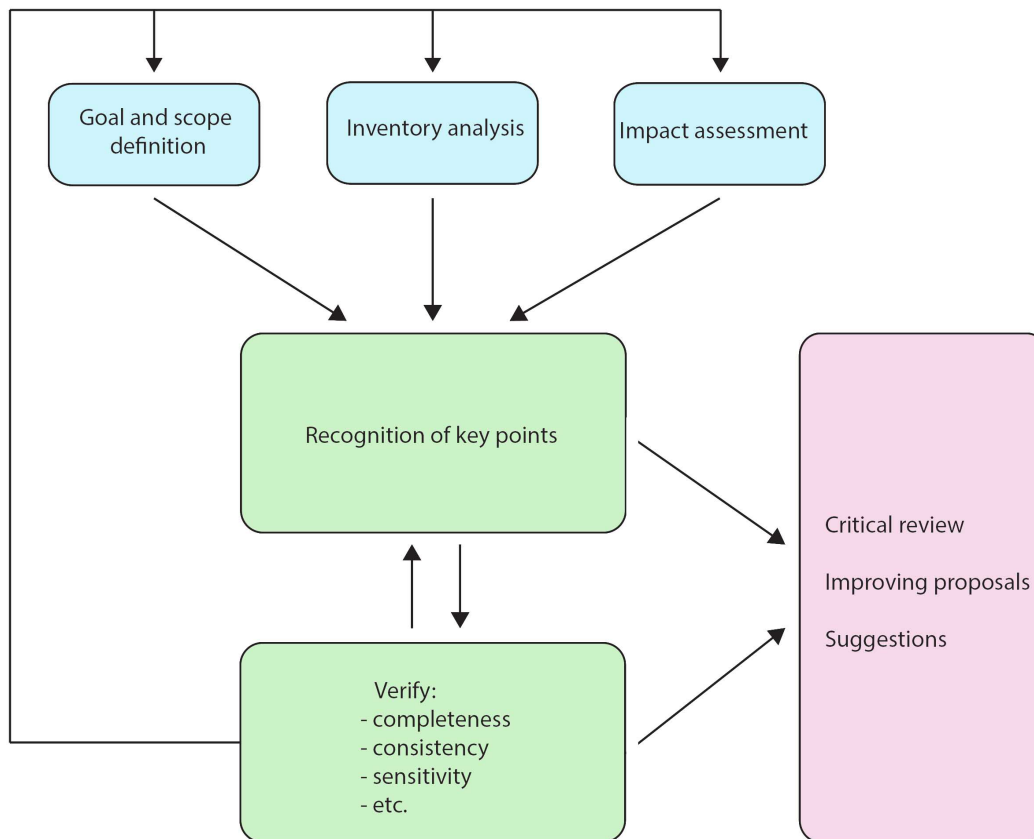 Goal and scope
definition
Inventory analysis
Impact assessment
Recognition of key points
Critical review
Improving proposals
Suggestions
Verify:
- completeness
- consistency
- sensitivity
- etc.